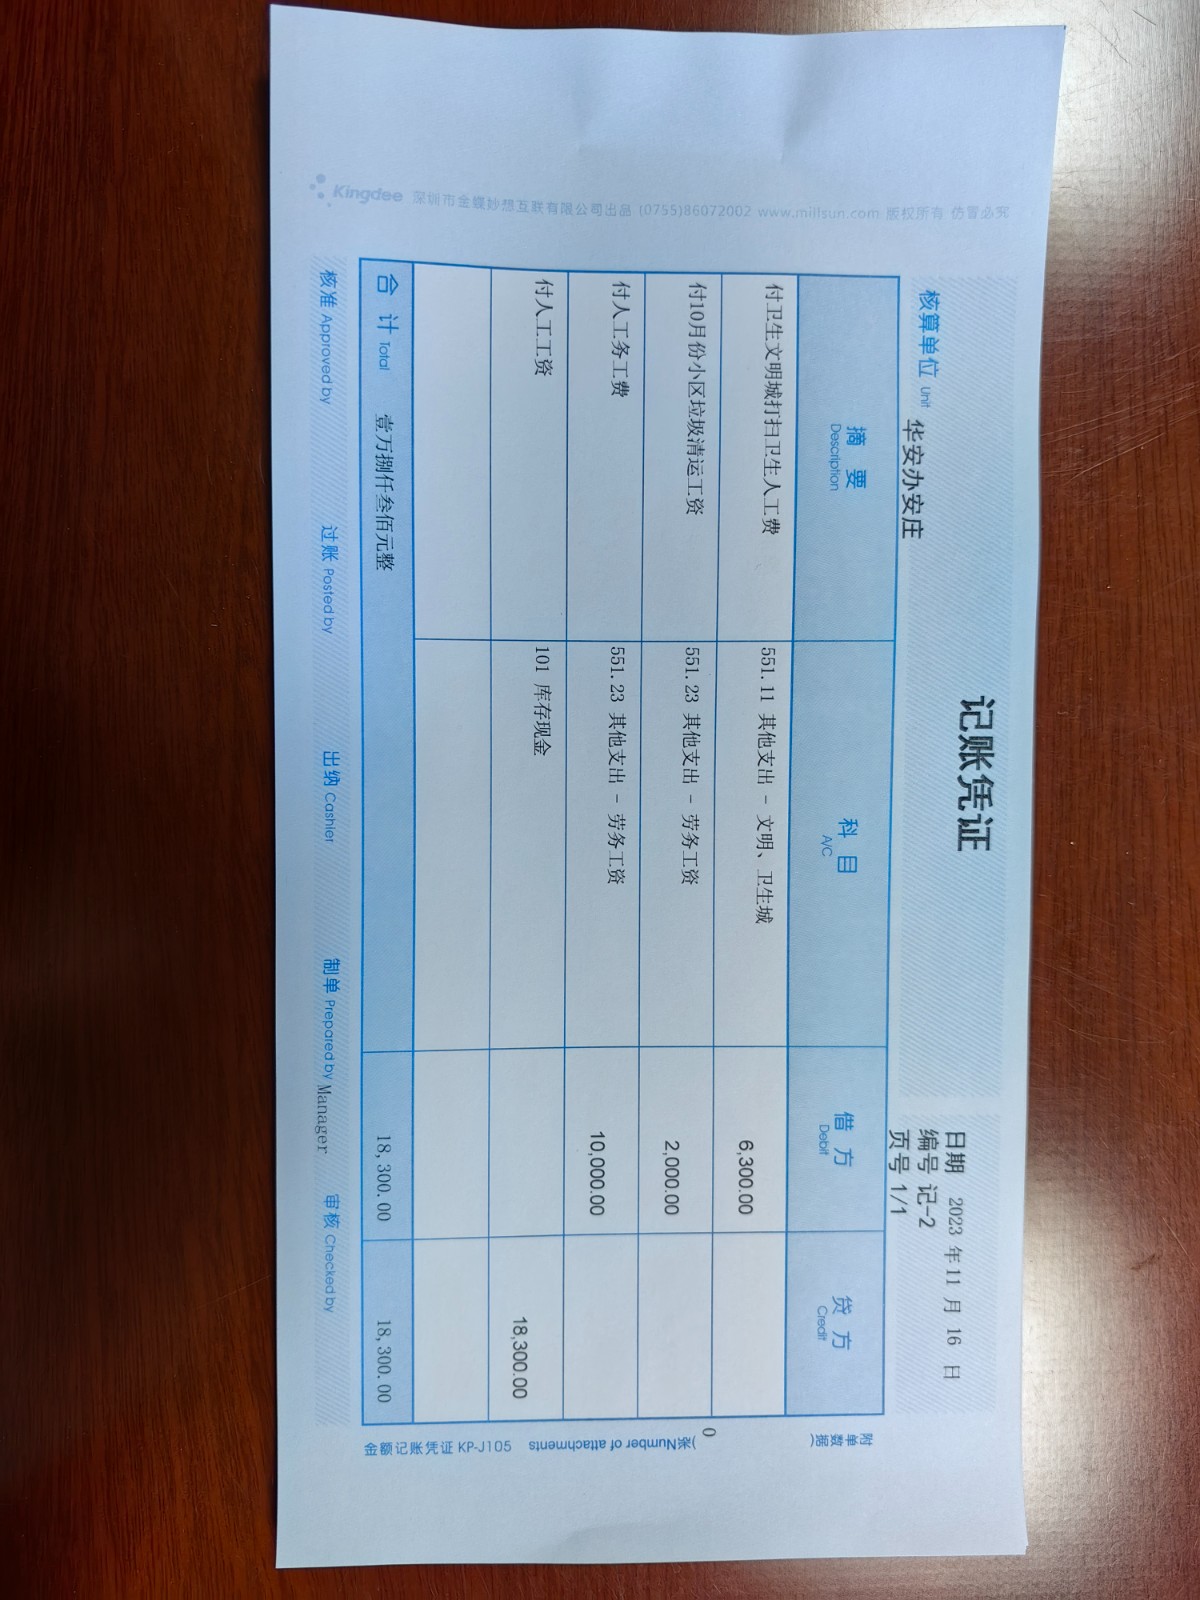 记账凭证
日期 2023 年 11 月 16 日
编号 记-2
核算单位 Unit 华安办安庄
页号 1/1
摘 要 Description 科 目 A/C 借 方 Debit 贷 方 Credit
付卫生文明城打扫卫生人工费 551.11 其他支出 - 文明、卫生城 6,300.00
付10月份小区垃圾清运工资 551.23 其他支出 - 劳务工资 2,000.00
付人工务工费 551.23 其他支出 - 劳务工资 10,000.00
付人工工资 101 库存现金 18,300.00
合 计 Total 壹万捌仟叁佰元整 18,300.00 18,300.00
附单数据( 0 张)Number of attachments
金额记账凭证 KP-J105
核准 Approved by 过账 Posted by 出纳 Cashier 制单 Prepared by Manager 审核 Checked by
Kingdee 深圳市金蝶妙想互联有限公司出品 (0755)86072002 www.millsun.com 版权所有 仿冒必究